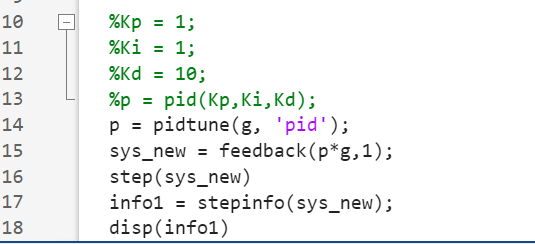 10 %Kp = 1;
11 %Ki = 1;
12 %Kd = 10;
13 %p = pid(Kp,Ki,Kd);
14 p = pidtune(g, 'pid');
15 sys_new = feedback(p*g,1);
16 step(sys_new)
17 info1 = stepinfo(sys_new);
18 disp(info1)